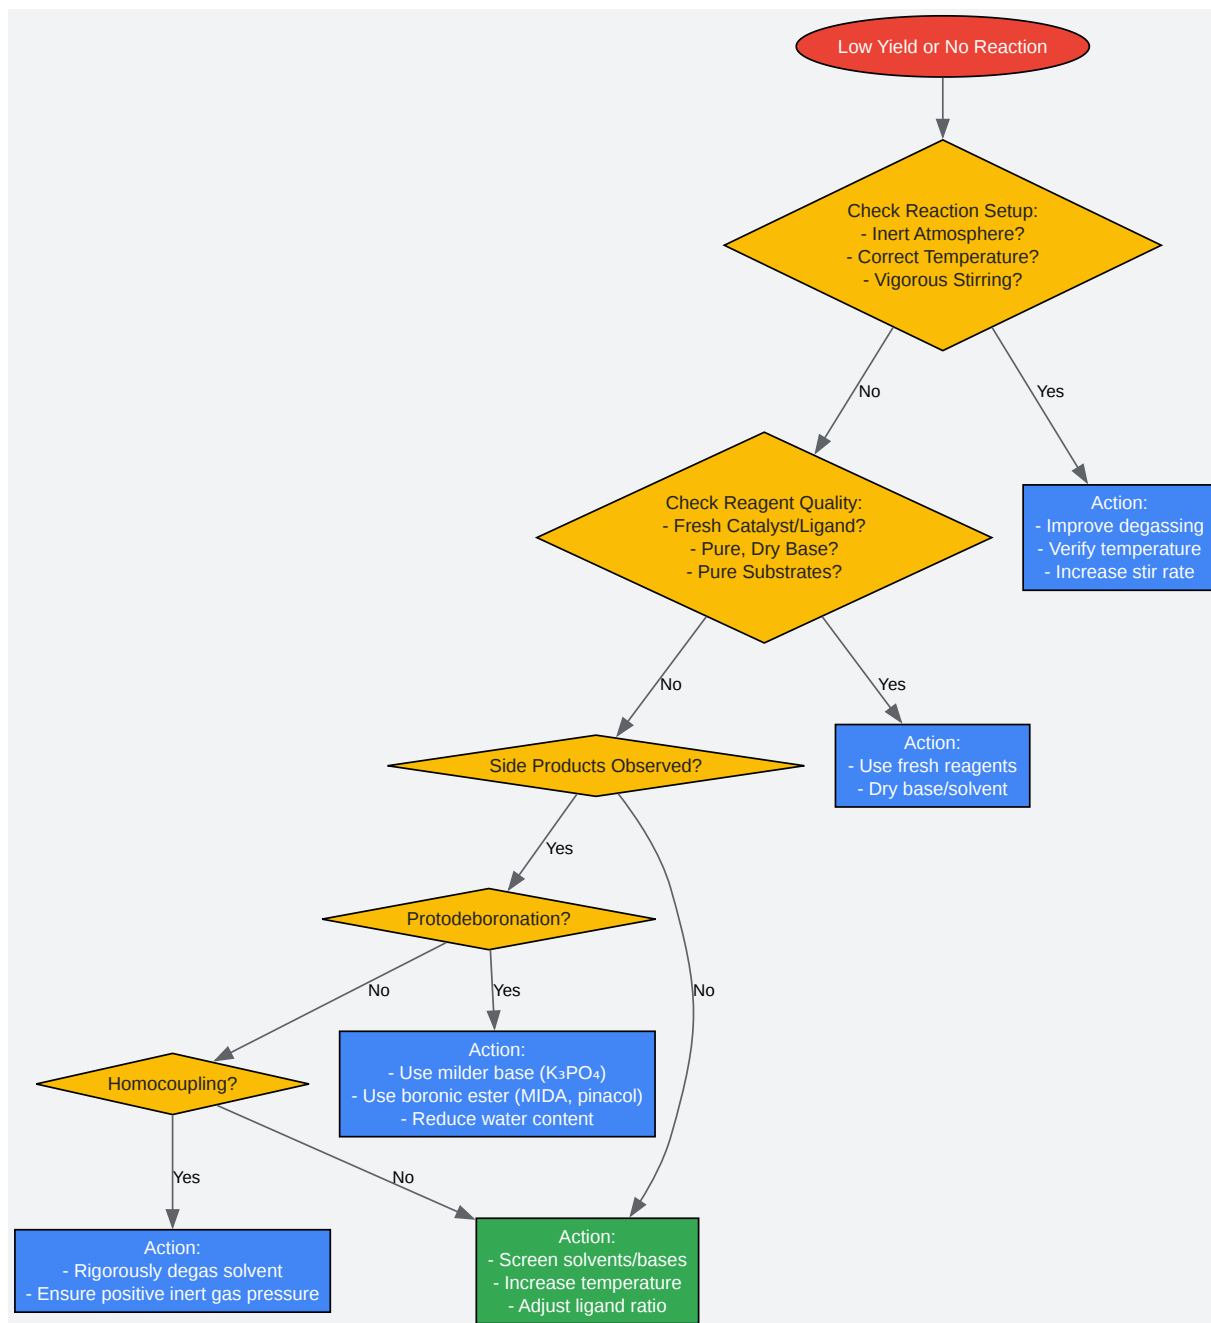 Low Yield or No Reaction
Check Reaction Setup:
- Inert Atmosphere?
- Correct Temperature?
- Vigorous Stirring?
No
Yes
Check Reagent Quality:
- Fresh Catalyst/Ligand?
- Pure, Dry Base?
- Pure Substrates?
Action:
- Improve degassing
- Verify temperature
- Increase stir rate
No
Yes
Side Products Observed?
Action:
- Use fresh reagents
- Dry base/solvent
Yes
Protodeboronation?
No
Yes
No
Action:
- Use milder base (K₃PO₄)
- Use boronic ester (MIDA, pinacol)
- Reduce water content
Homocoupling?
Yes
No
Action:
- Rigorously degas solvent
- Ensure positive inert gas pressure
Action:
- Screen solvents/bases
- Increase temperature
- Adjust ligand ratio